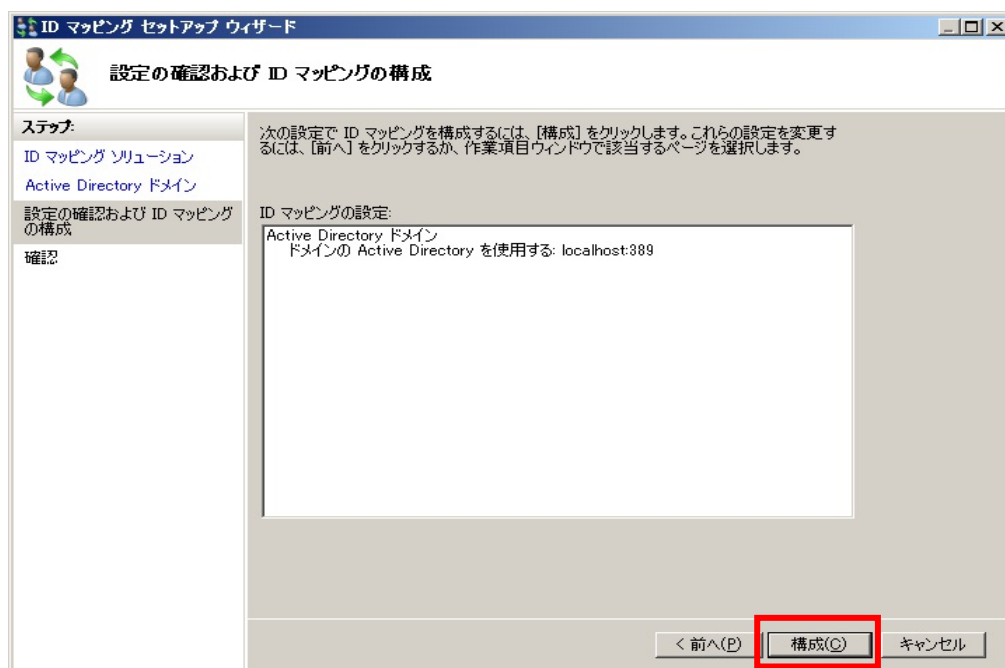 ID マッピング セットアップ ウィザード
設定の確認および ID マッピングの構成
ステップ:
ID マッピング ソリューション
Active Directory ドメイン
設定の確認および ID マッピング
の構成
確認
次の設定で ID マッピングを構成するには、[構成] をクリックします。これらの設定を変更す
るには、[前へ] をクリックするか、作業項目ウィンドウで該当するページを選択します。
ID マッピングの設定:
Active Directory ドメイン
ドメインの Active Directory を使用する: localhost:389
< 前へ(P)
構成(C)
キャンセル